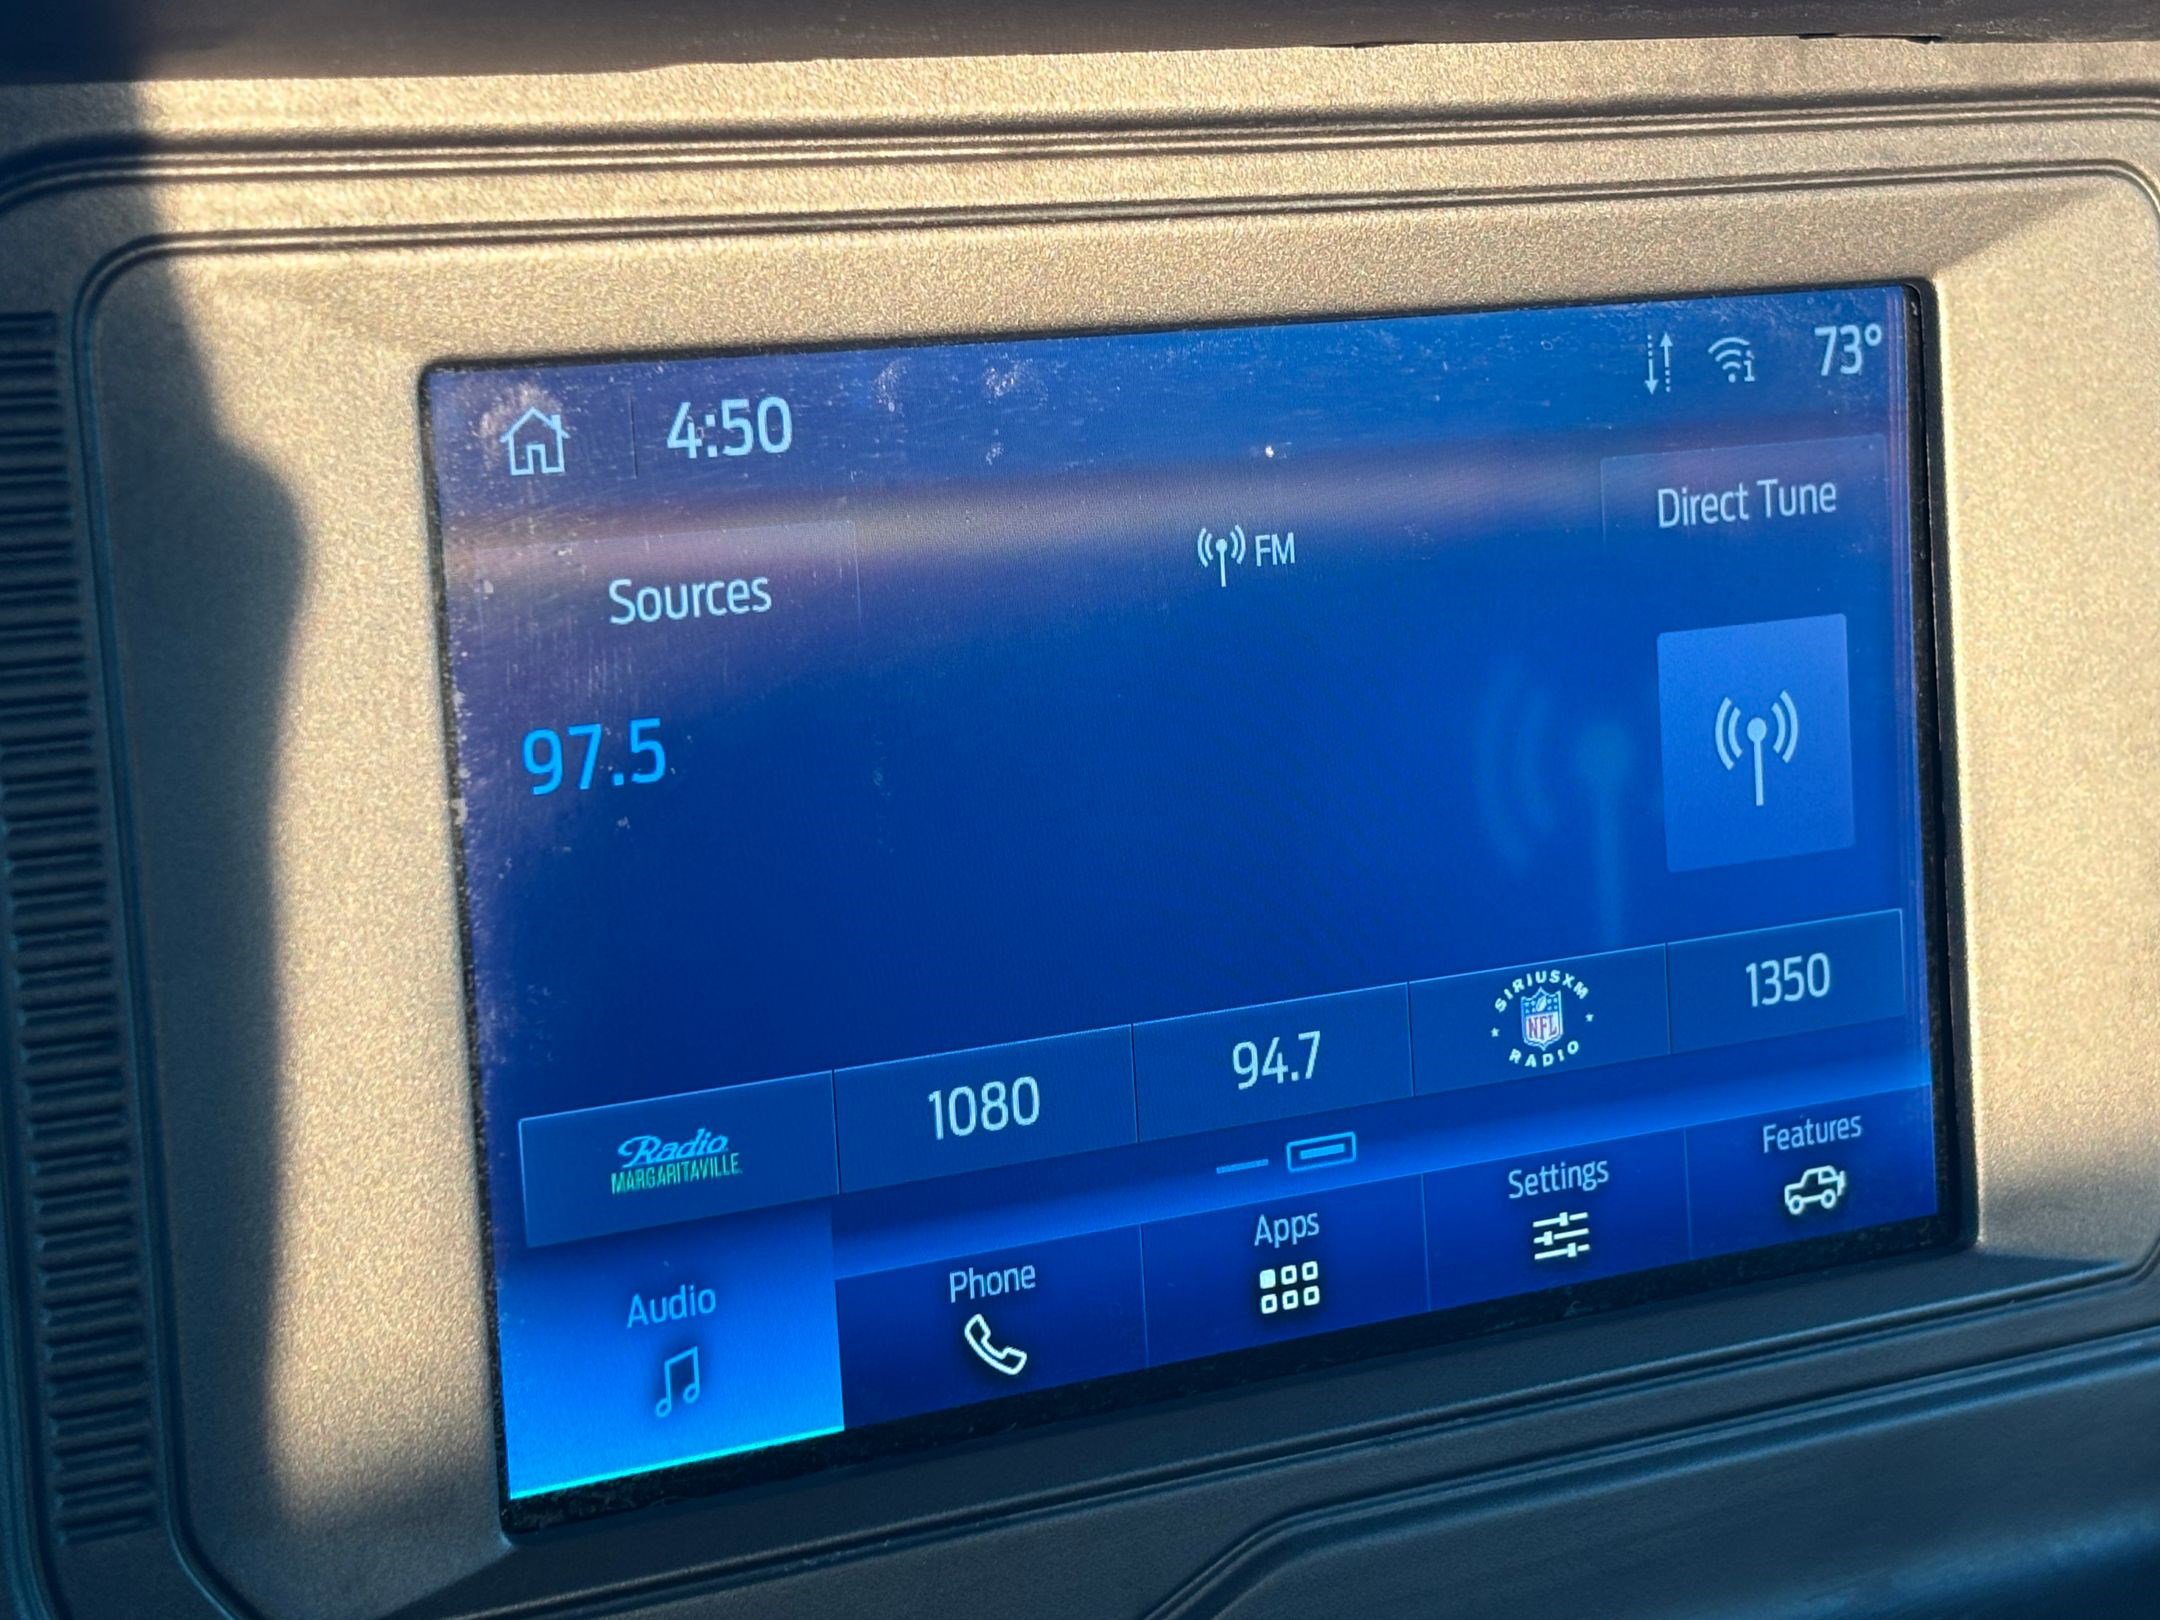 4:50
73°
Sources
FM
Direct Tune
97.5
Radio
MARGARITAVILLE
1080
94.7
SIRIUSXM
NFL
RADIO
1350
Audio
Phone
Apps
Settings
Features